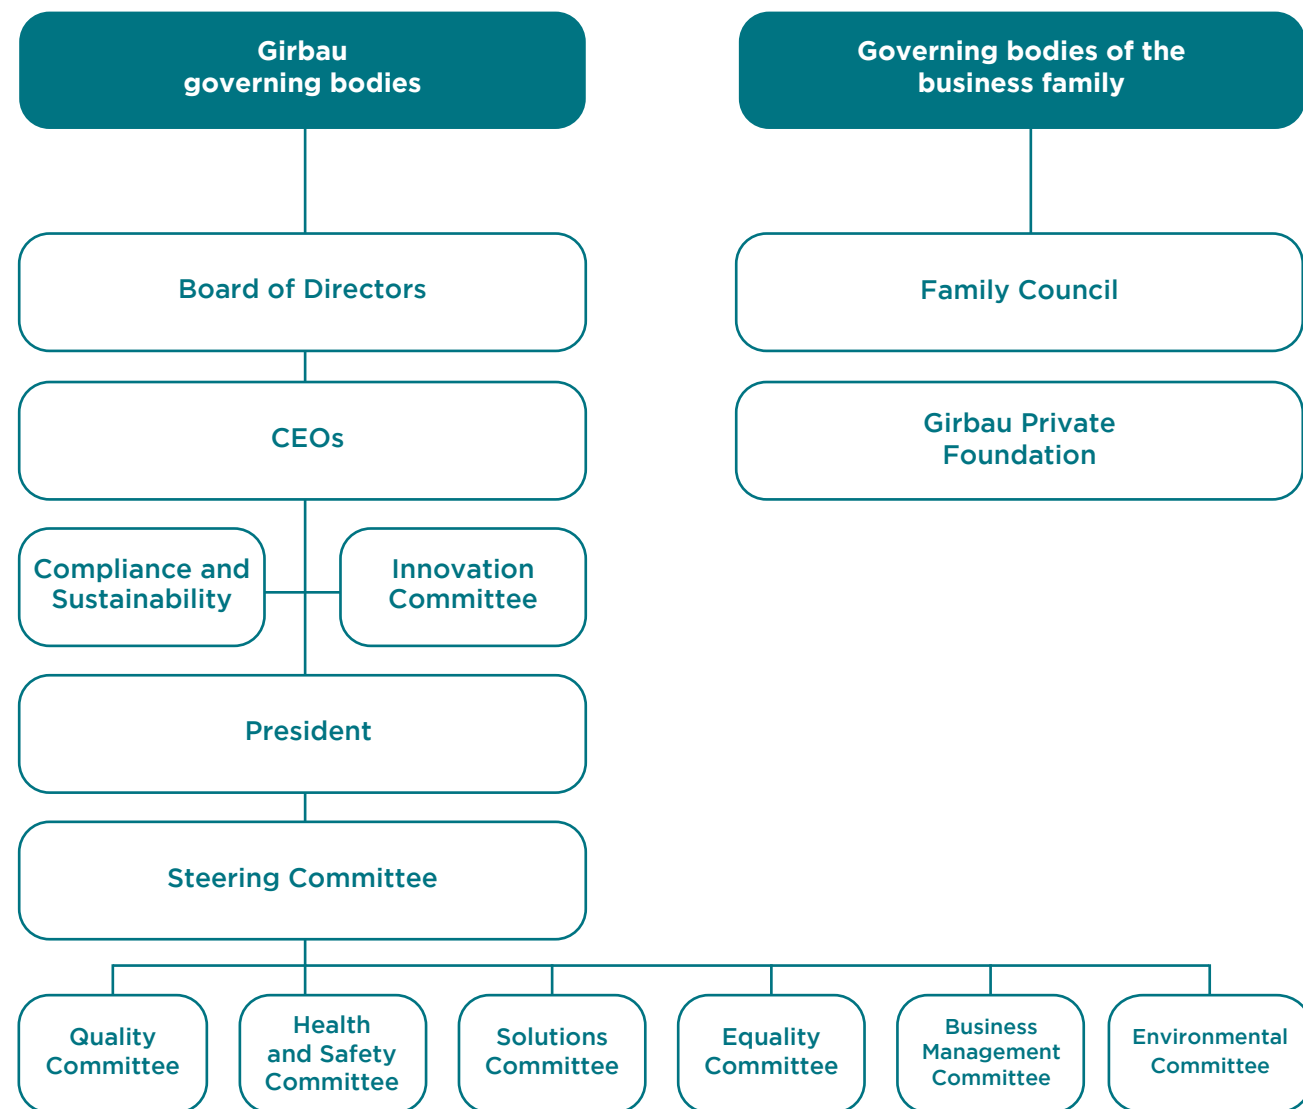 Girbau
governing bodies
Governing bodies of the
business family
Board of Directors
Family Council
CEOs
Girbau Private
Foundation
Compliance and
Sustainability
Innovation
Committee
President
Steering Committee
Quality
Committee
Health
and Safety
Committee
Solutions
Committee
Equality
Committee
Business
Management
Committee
Environmental
Committee